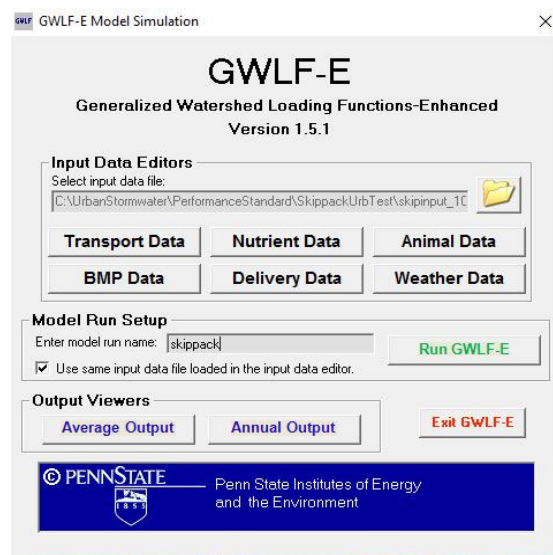 GWLF GWLF-E Model Simulation ×
GWLF-E
Generalized Watershed Loading Functions-Enhanced
Version 1.5.1
Input Data Editors
Select input data file:
C:\UrbanStormwater\PerformanceStandard\SkippackUrbTest\skipinput_10
Transport Data Nutrient Data Animal Data
BMP Data Delivery Data Weather Data
Model Run Setup
Enter model run name: skippack
Run GWLF-E
Use same input data file loaded in the input data editor.
Output Viewers
Average Output Annual Output Exit GWLF-E
© PENNSTATE
1855
Penn State Institutes of Energy
and the Environment